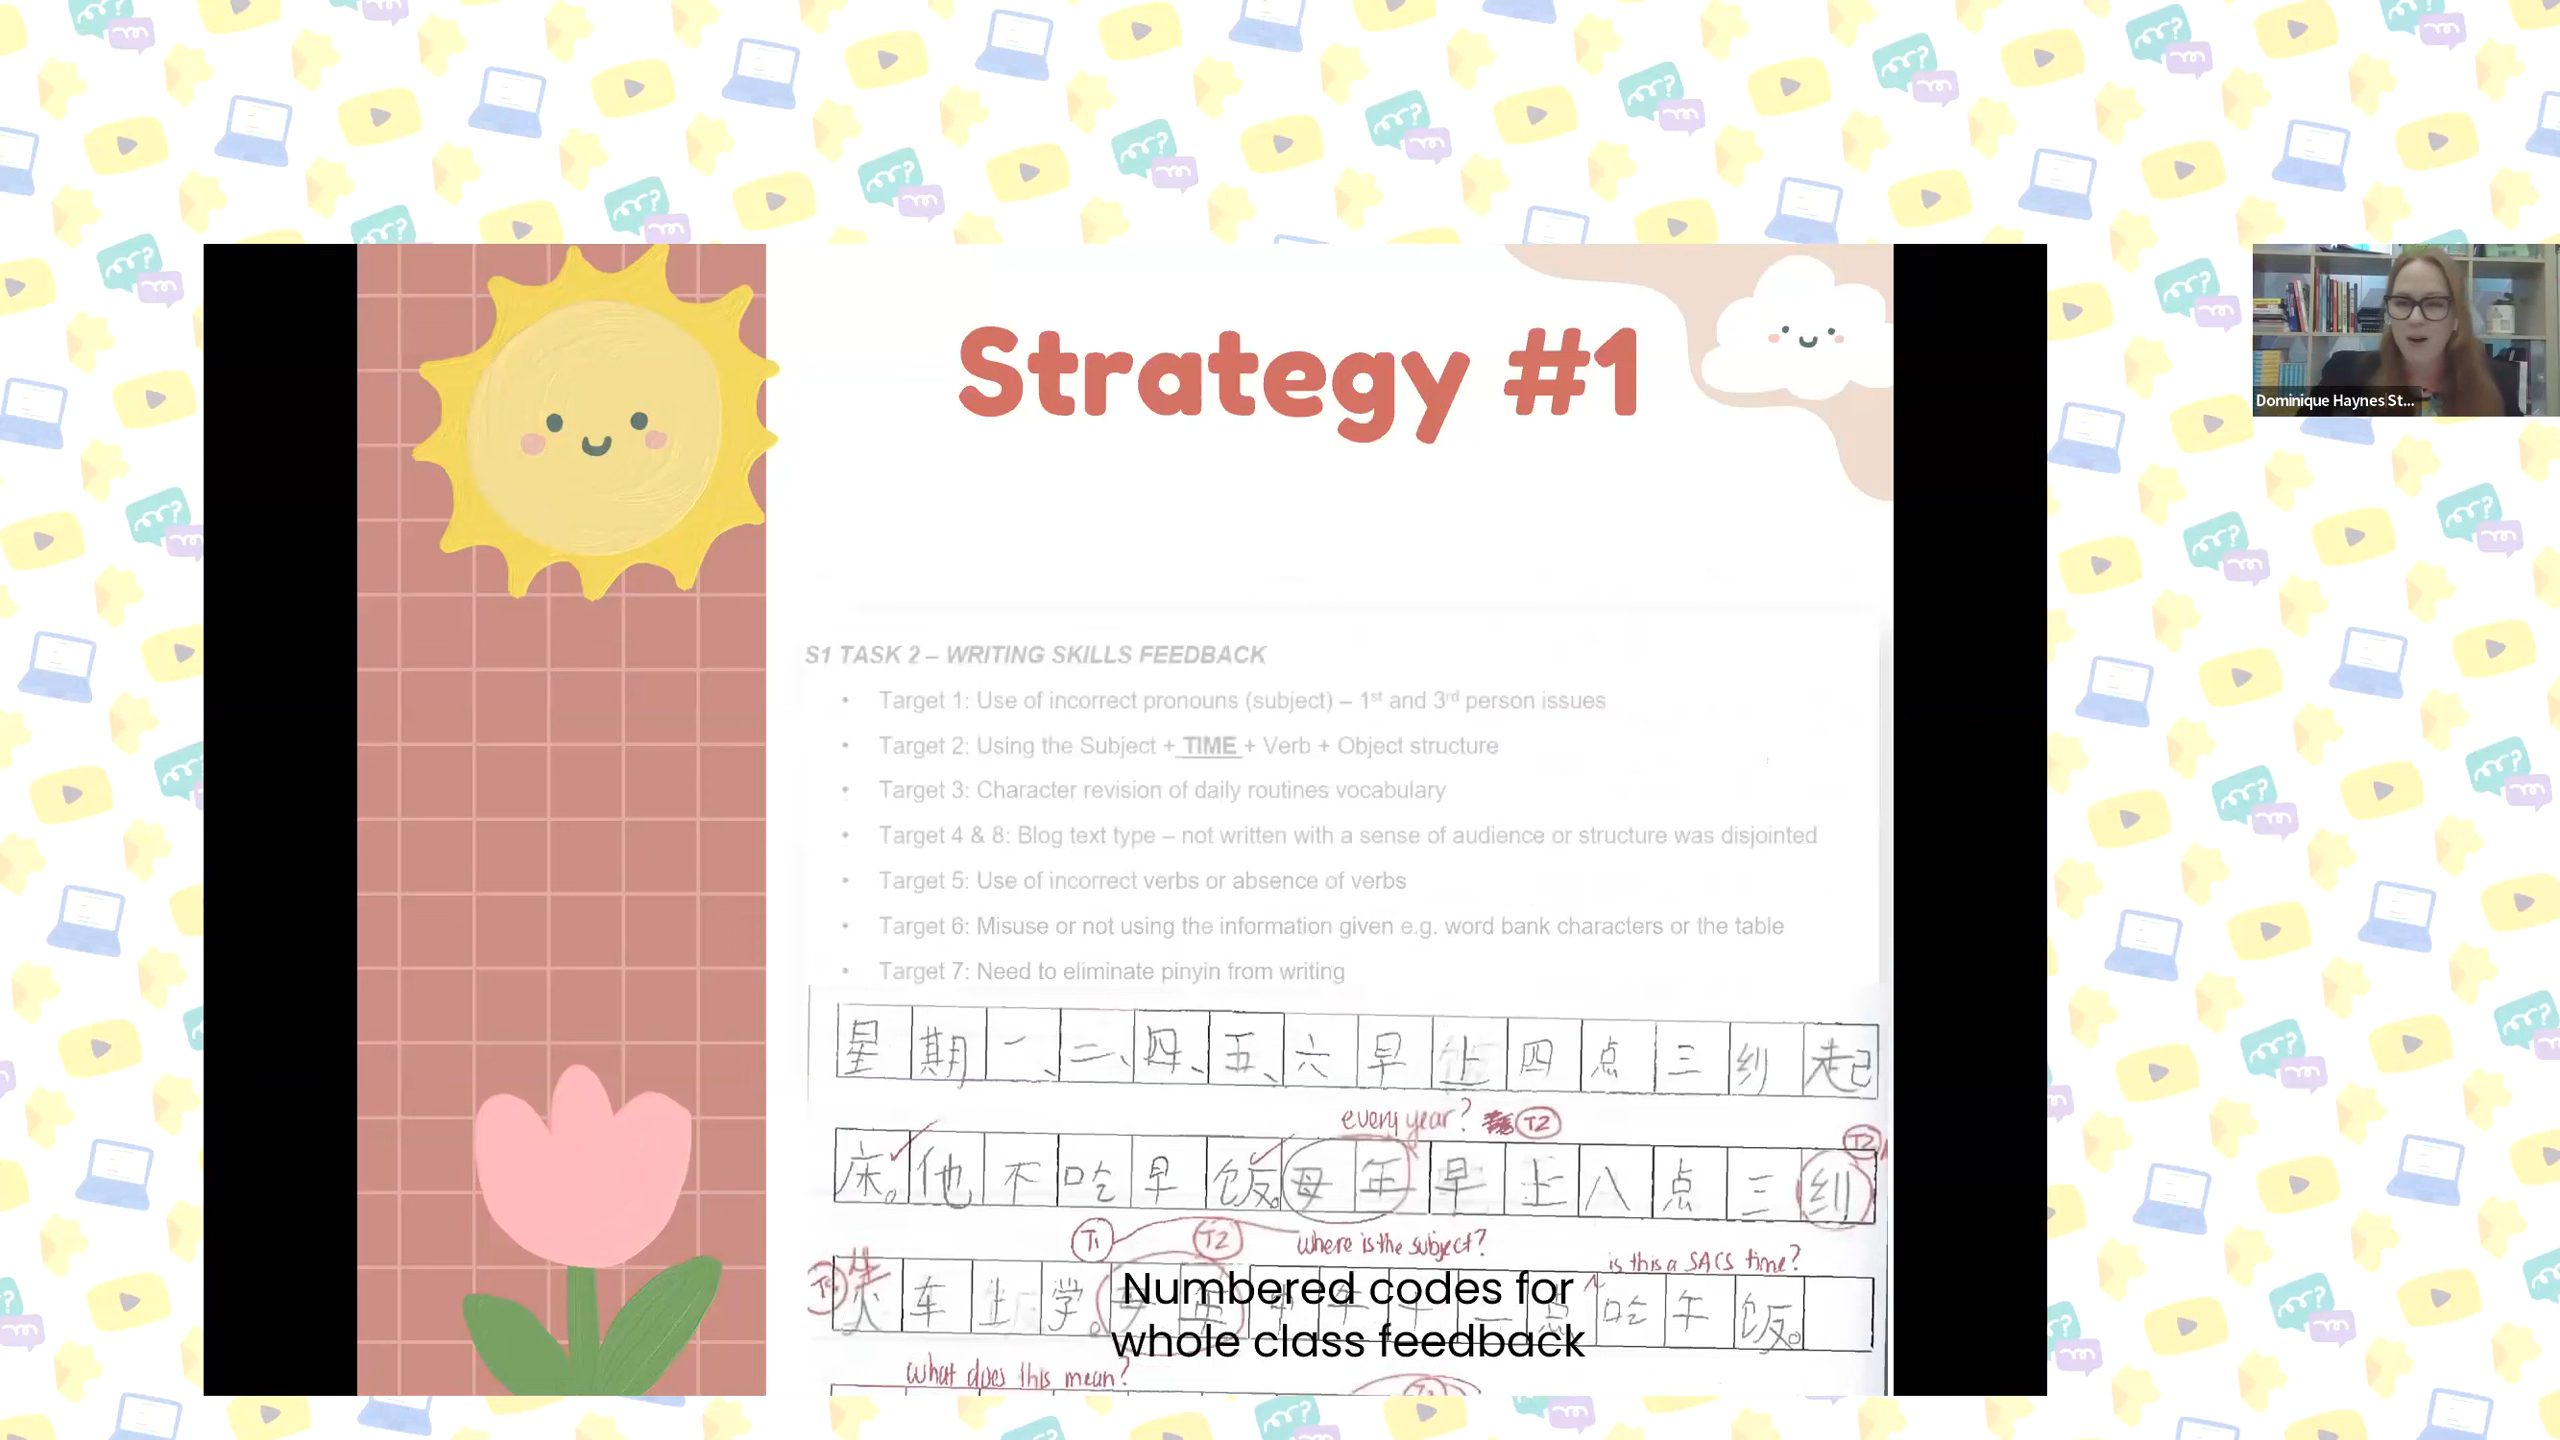 Strategy #1
Dominique Haynes St...
S1 TASK 2 – WRITING SKILLS FEEDBACK
• Target 1: Use of incorrect pronouns (subject) – 1st and 3rd person issues
• Target 2: Using the Subject + TIME + Verb + Object structure
• Target 3: Character revision of daily routines vocabulary
• Target 4 & 8: Blog text type – not written with a sense of audience or structure was disjointed
• Target 5: Use of incorrect verbs or absence of verbs
• Target 6: Misuse or not using the information given e.g. word bank characters or the table
• Target 7: Need to eliminate pinyin from writing
星期一、二、四、五、六早上四点三 起
every year? T2
T2
床。他不吃早饭。母年早上八点三
T1 T2 where is the subject?
is this a SACS time?
车上学。 吃午饭。
Numbered codes for
whole class feedback
what does this mean?